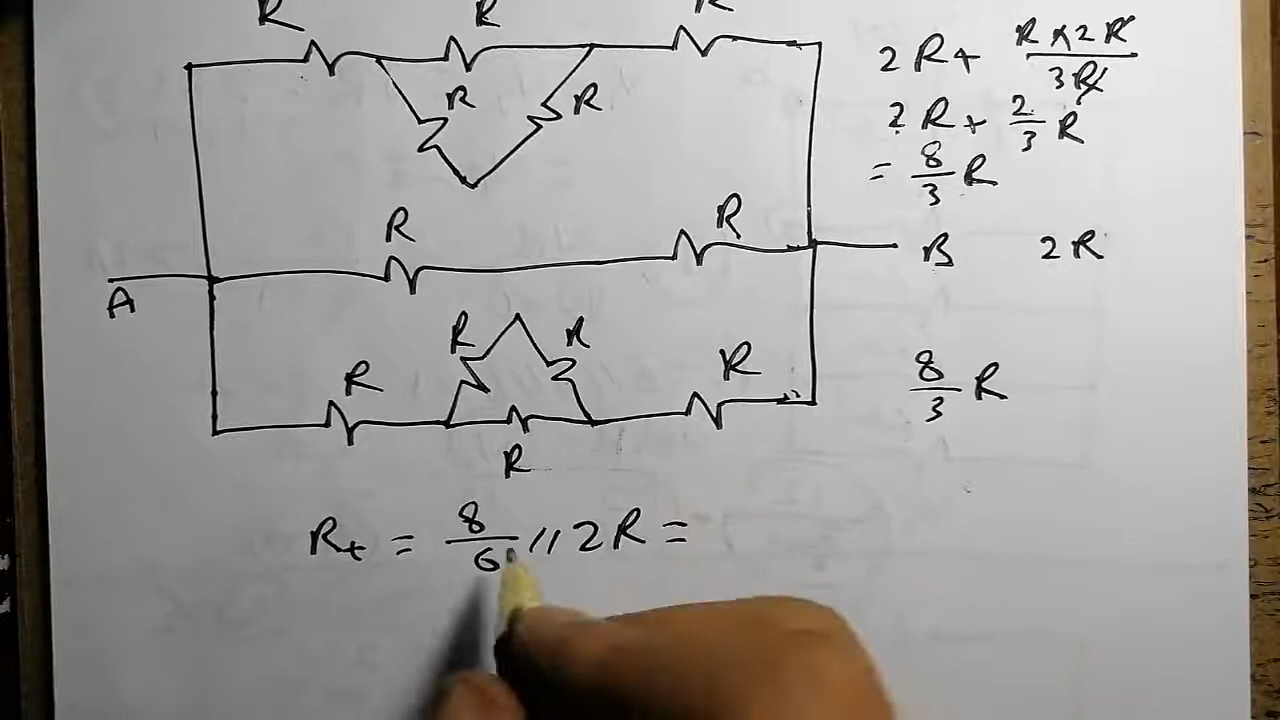 R R R
2R + R x 2R / 3R
R R
2R + 2/3 R
= 8/3 R
R R
A B 2R
R R
R R
8/3 R
R
Rt = 8/6 // 2R =